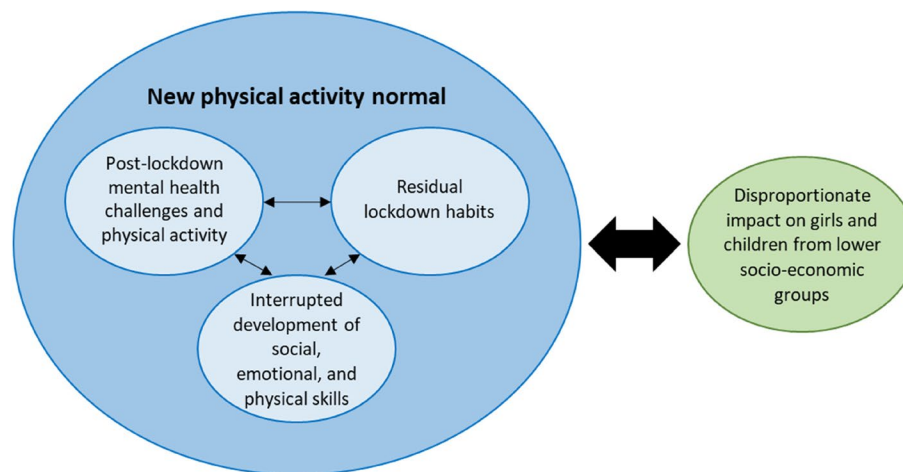 New physical activity normal
Post-lockdown
mental health
challenges and
physical activity
Residual
lockdown habits
Interrupted
development of
social,
emotional, and
physical skills
Disproportionate
impact on girls and
children from lower
socio-economic
groups